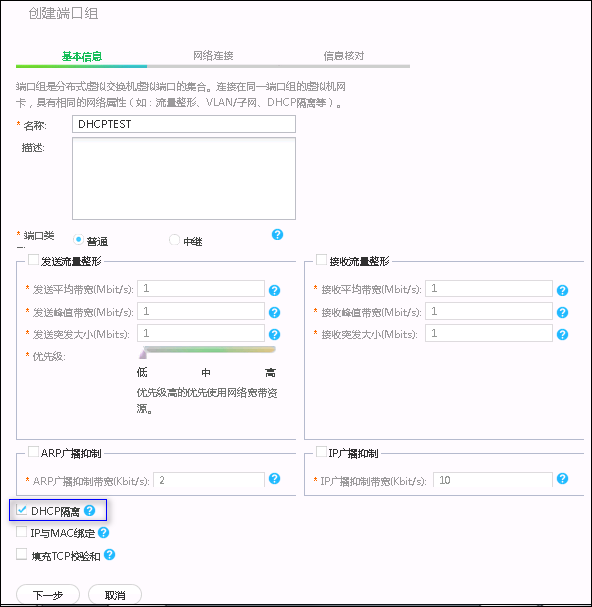 创建端口组
基本信息 网络连接 信息核对
端口组是分布式虚拟交换机虚拟端口的集合。连接在同一端口组的虚拟机网
卡，具有相同的网络属性（如：流量整形、VLAN/子网、DHCP隔离等）。
* 名称: DHCPTEST
描述:
* 端口类 普通 中继 ?
发送流量整形 接收流量整形
* 发送平均带宽(Mbit/s): 1 ? * 接收平均带宽(Mbit/s): 1 ?
* 发送峰值带宽(Mbit/s): 1 ? * 接收峰值带宽(Mbit/s): 1 ?
* 发送突发大小(Mbits): 1 ? * 接收突发大小(Mbits): 1 ?
* 优先级:
低 中 高
优先级高的优先使用网络宽带资
源。
ARP广播抑制 IP广播抑制
* ARP广播抑制带宽(Kbit/s): 2 ? * IP广播抑制带宽(Kbit/s): 10 ?
DHCP隔离 ?
IP与MAC绑定 ?
填充TCP校验和 ?
下一步 取消